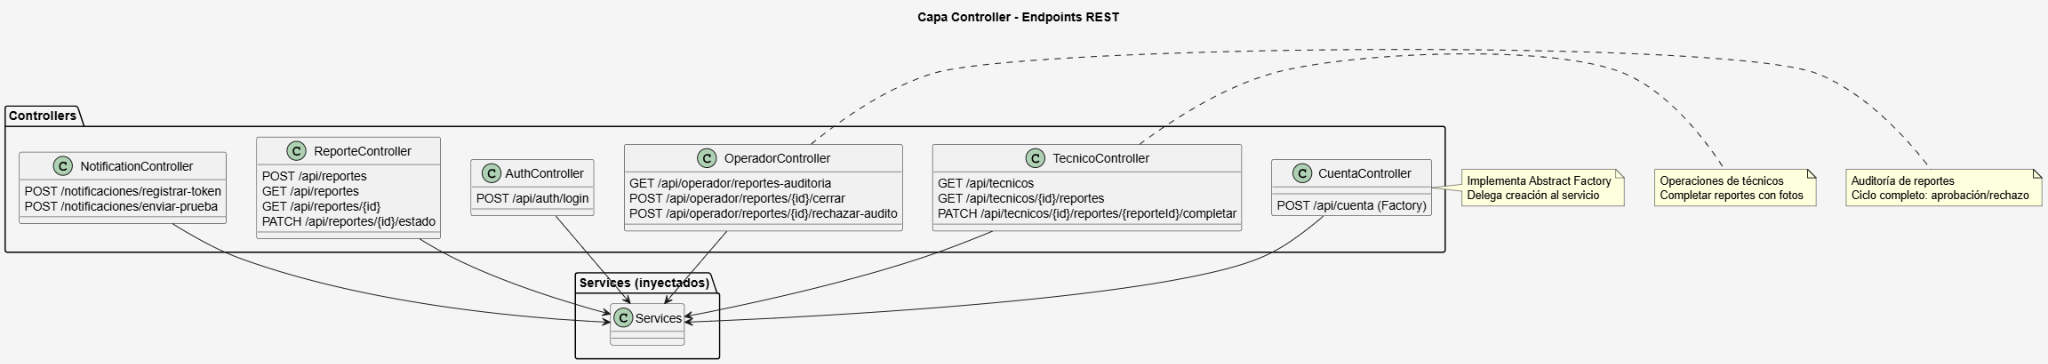 Capa Controller - Endpoints REST
Controllers
C NotificationController
POST /notificaciones/registrar-token
POST /notificaciones/enviar-prueba
C ReporteController
POST /api/reportes
GET /api/reportes
GET /api/reportes/{id}
PATCH /api/reportes/{id}/estado
C AuthController
POST /api/auth/login
C OperadorController
GET /api/operador/reportes-auditoria
POST /api/operador/reportes/{id}/cerrar
POST /api/operador/reportes/{id}/rechazar-audito
C TecnicoController
GET /api/tecnicos
GET /api/tecnicos/{id}/reportes
PATCH /api/tecnicos/{id}/reportes/{reporteId}/completar
C CuentaController
POST /api/cuenta (Factory)
Implementa Abstract Factory
Delega creación al servicio
Operaciones de técnicos
Completar reportes con fotos
Auditoría de reportes
Ciclo completo: aprobación/rechazo
Services (inyectados)
C Services